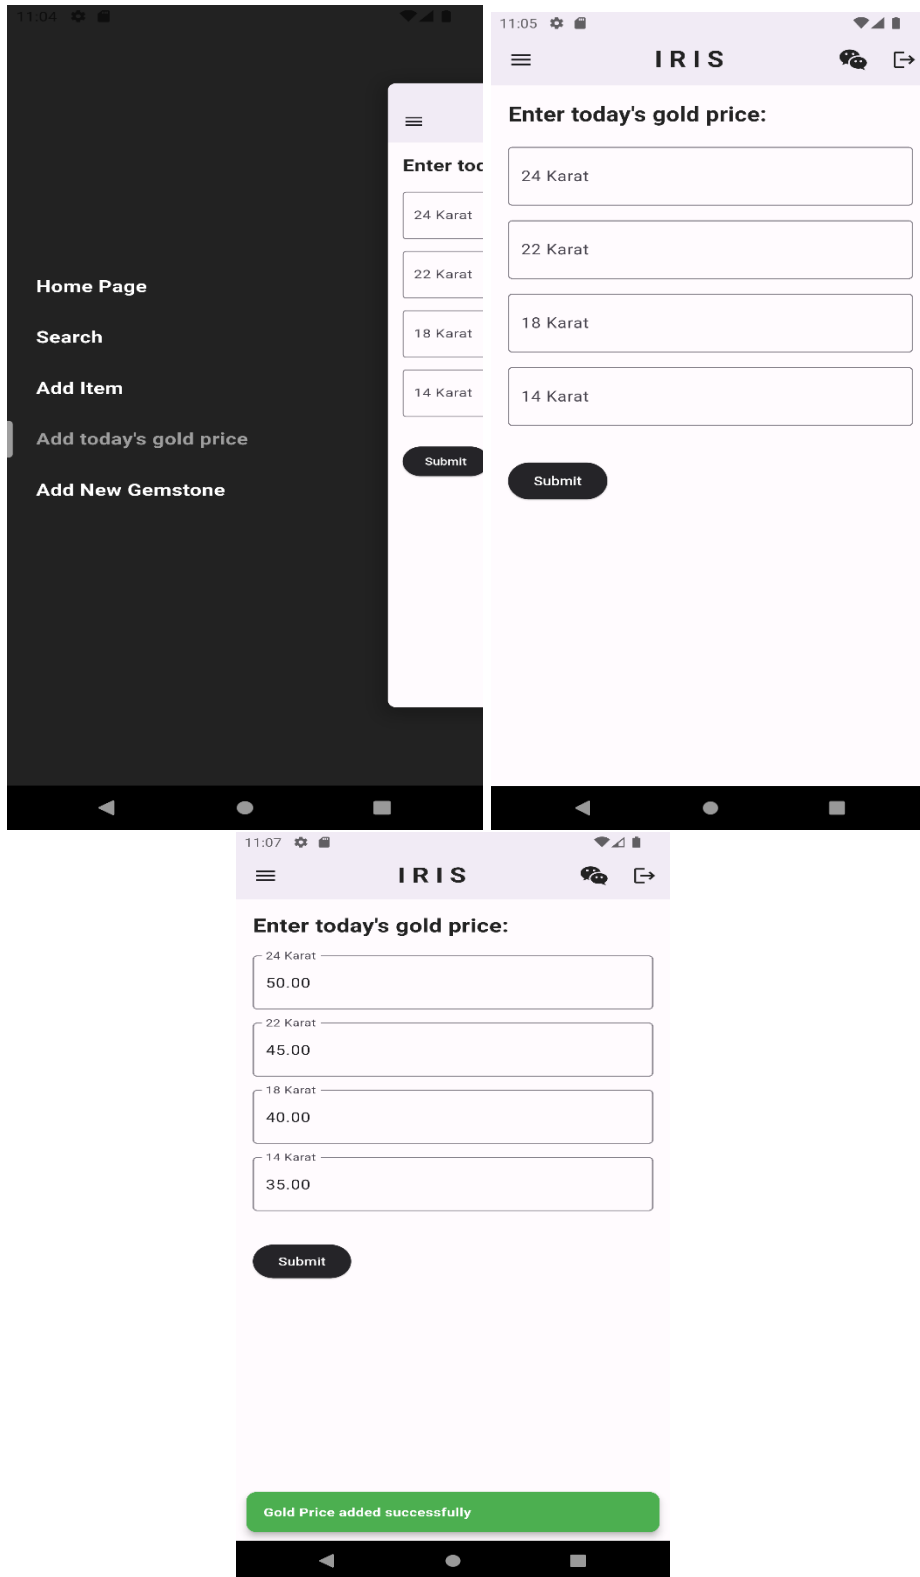 11:04
Enter tod
24 Karat
22 Karat
18 Karat
14 Karat
Submit
Home Page
Search
Add Item
Add today's gold price
Add New Gemstone
11:05
IRIS
Enter today's gold price:
24 Karat
22 Karat
18 Karat
14 Karat
Submit
11:07
IRIS
Enter today's gold price:
24 Karat
50.00
22 Karat
45.00
18 Karat
40.00
14 Karat
35.00
Submit
Gold Price added successfully